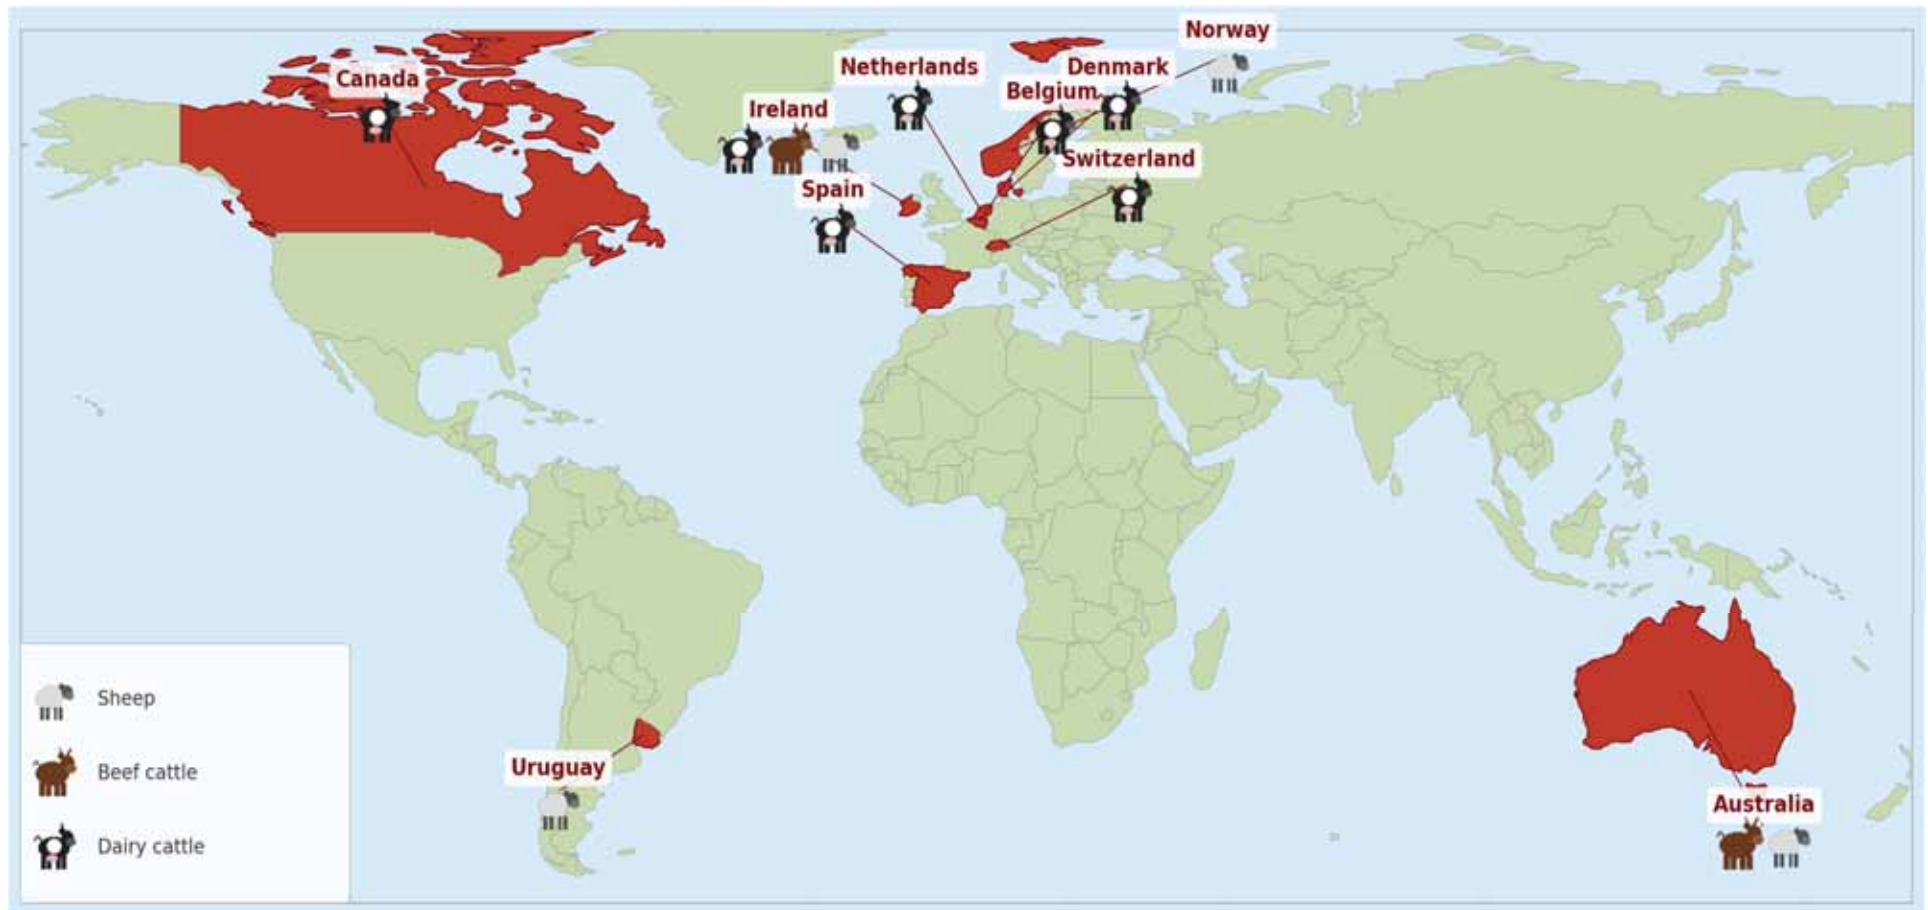 Norway
Netherlands
Denmark
Canada
Belgium
Ireland
Switzerland
Spain
Sheep
Beef cattle
Dairy cattle
Uruguay
Australia